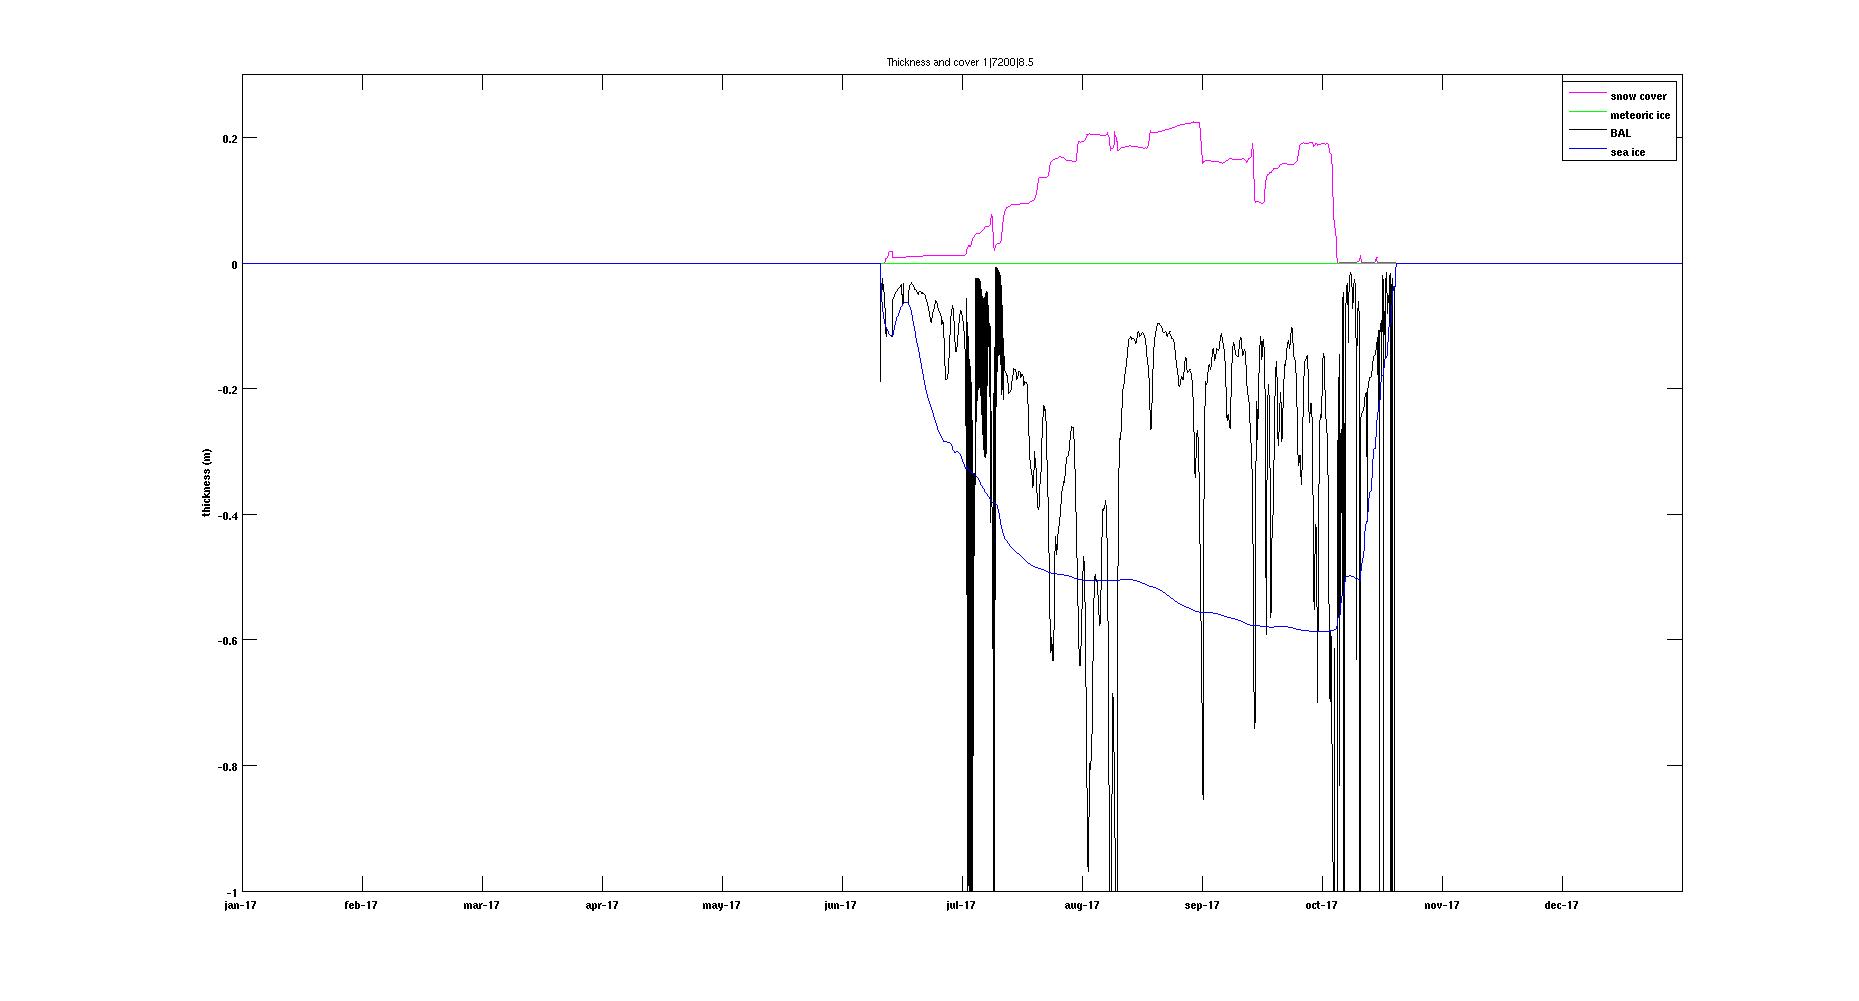 Thickness and cover 1|7200|8.5
snow cover
meteoric ice
BAL
sea ice
0.2
0
-0.2
-0.4
-0.6
-0.8
-1
thickness (m)
jan-17 feb-17 mar-17 apr-17 may-17 jun-17 jul-17 aug-17 sep-17 oct-17 nov-17 dec-17